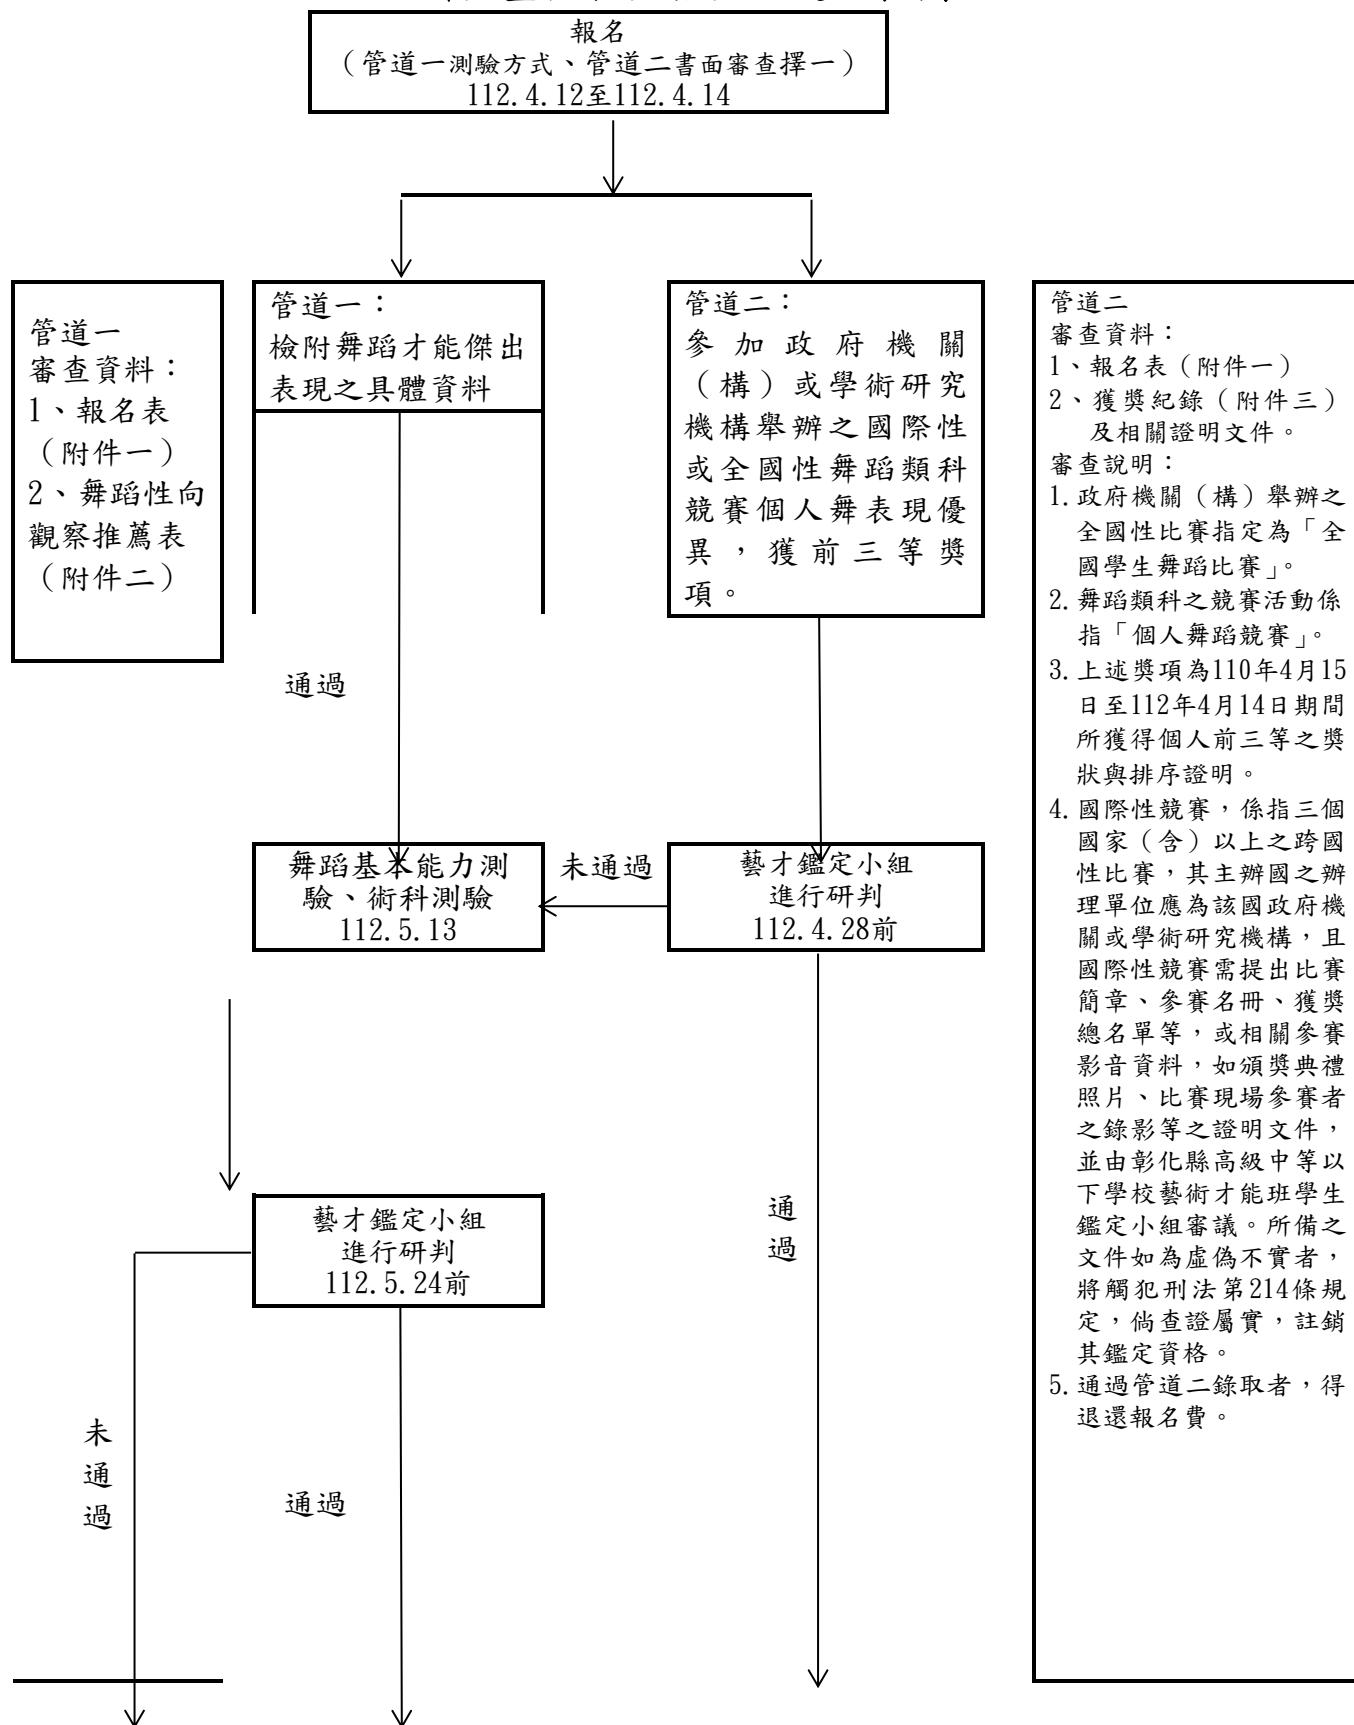 報名
（管道一測驗方式、管道二書面審查擇一）
112.4.12至112.4.14
管道一
審查資料：
1、報名表
（附件一）
2、舞蹈性向
觀察推薦表
（附件二）
管道一：
檢附舞蹈才能傑出
表現之具體資料
管道二：
參加政府機關
（構）或學術研究
機構舉辦之國際性
或全國性舞蹈類科
競賽個人舞表現優
異，獲前三等獎
項。
管道二
審查資料：
1、報名表（附件一）
2、獲獎紀錄（附件三）
及相關證明文件。
審查說明：
1.政府機關（構）舉辦之
全國性比賽指定為「全
國學生舞蹈比賽」。
2.舞蹈類科之競賽活動係
指「個人舞蹈競賽」。
3.上述獎項為110年4月15
日至112年4月14日期間
所獲得個人前三等之獎
狀與排序證明。
4.國際性競賽，係指三個
國家（含）以上之跨國
性比賽，其主辦國之辦
理單位應為該國政府機
關或學術研究機構，且
國際性競賽需提出比賽
簡章、參賽名冊、獲獎
總名單等，或相關參賽
影音資料，如頒獎典禮
照片、比賽現場參賽者
之錄影等之證明文件，
並由彰化縣高級中等以
下學校藝術才能班學生
鑑定小組審議。所備之
文件如為虛偽不實者，
將觸犯刑法第214條規
定，倘查證屬實，註銷
其鑑定資格。
5.通過管道二錄取者，得
退還報名費。
通過
舞蹈基本能力測
驗、術科測驗
112.5.13
未通過
藝才鑑定小組
進行研判
112.4.28前
通過
藝才鑑定小組
進行研判
112.5.24前
未通過
通過